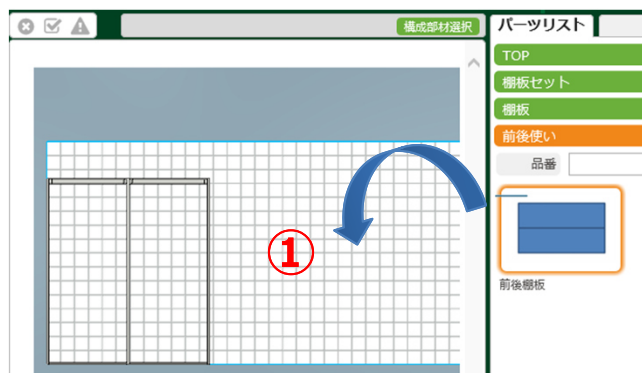 構成部材選択
パーツリスト
TOP
棚板セット
棚板
前後使い
品番
①
前後棚板